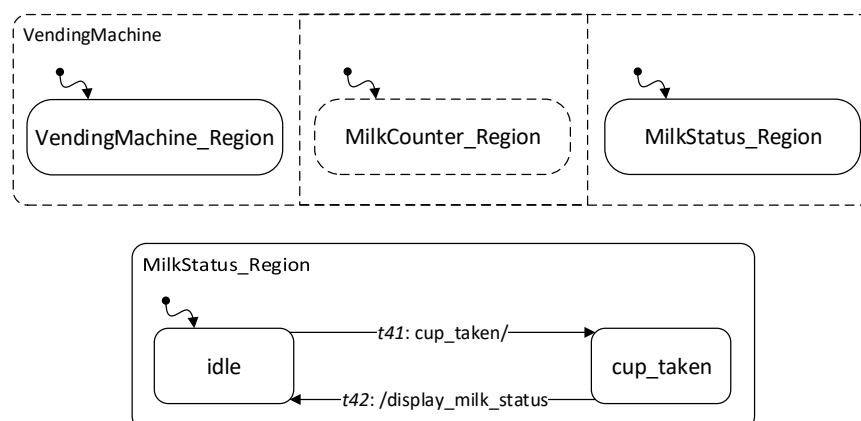 VendingMachine
VendingMachine_Region
MilkCounter_Region
MilkStatus_Region
MilkStatus_Region
t41: cup_taken/
idle
cup_taken
t42: /display_milk_status